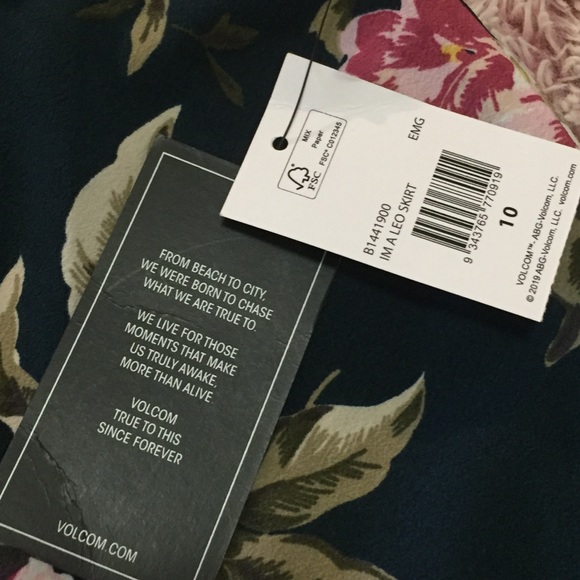 FROM BEACH TO CITY,
WE WERE BORN TO CHASE
WHAT WE ARE TRUE TO.
WE LIVE FOR THOSE
MOMENTS THAT MAKE
US TRULY AWAKE,
MORE THAN ALIVE.
VOLCOM
TRUE TO THIS
SINCE FOREVER
VOLCOM.COM
FSC
MIX
Paper
FSC® C012345
EMG
B1441900
IM A LEO SKIRT
9 343765 770919
10
VOLCOM™- ABG-Volcom, LLC.
© 2019 ABG-Volcom, LLC. volcom.com